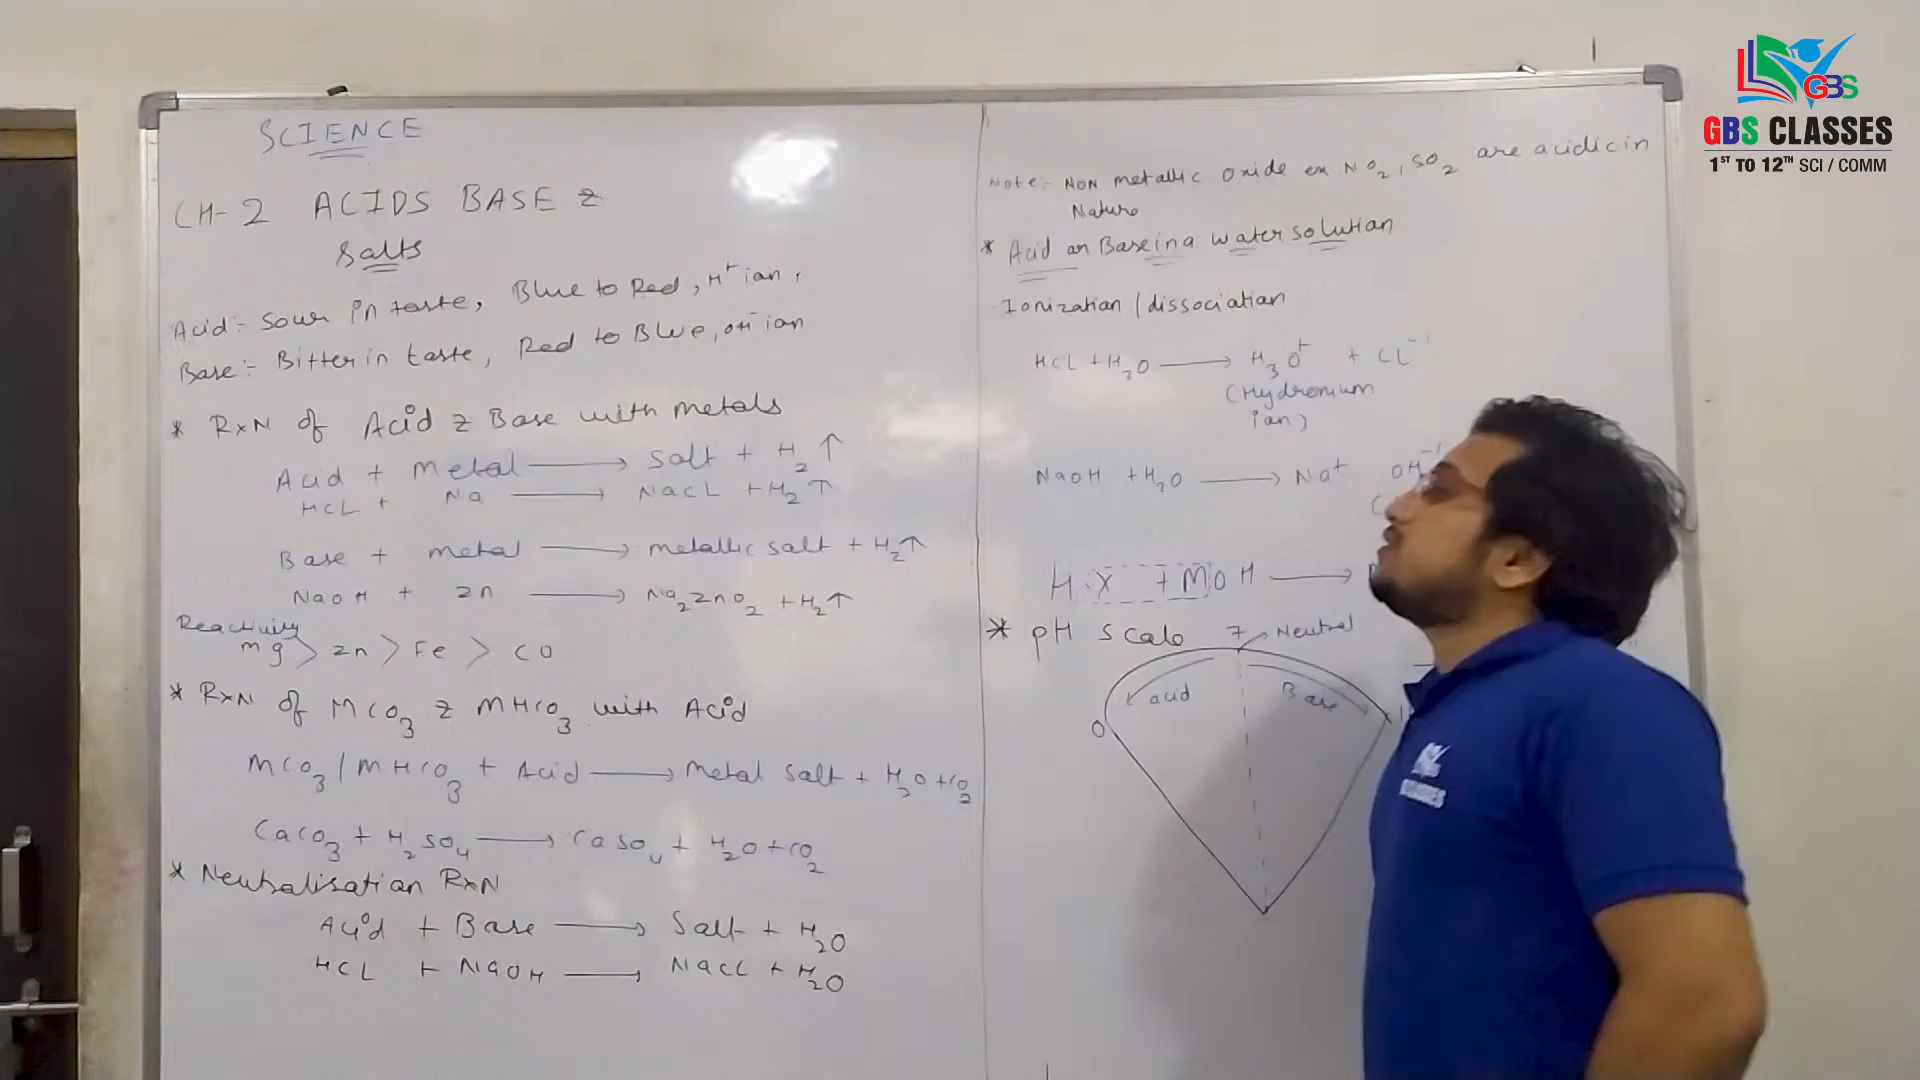 SCIENCE
CH-2 ACIDS BASE z
Salts
Acid:- Sour in taste, Blue to Red, H+ ion,
Base:- Bitter in taste, Red to Blue, OH- ion
* RxN of Acid z Base with metals
Acid + metal ⟶ Salt + H2 ↑
HCL + Na ⟶ NaCL + H2 ↑
Base + metal ⟶ metallic salt + H2 ↑
NaOH + Zn ⟶ Na2ZnO2 + H2 ↑
Reactivity
mg > Zn > Fe > CO
* RxN of MCO3 z MHCO3 with Acid
MCO3 / MHCO3 + Acid ⟶ Metal Salt + H2O + CO2
CaCO3 + H2SO4 ⟶ CaSO4 + H2O + CO2
* Neutralisation RxN
Acid + Base ⟶ Salt + H2O
HCL + NaOH ⟶ NaCL + H2O
Note:- NON metallic Oxide ex NO2, SO2 are acidic in
Nature
* Acid or Base in a water solution
Ionization / dissociation
HCL + H2O ⟶ H3O+ + CL-
(Hydronium
ion)
NaOH + H2O ⟶ Na+ OH-
H X + M OH ⟶
* pH Scale 7 Neutral
acid Base
0
GBS
GBS CLASSES
1ST TO 12TH SCI / COMM
CLASSES